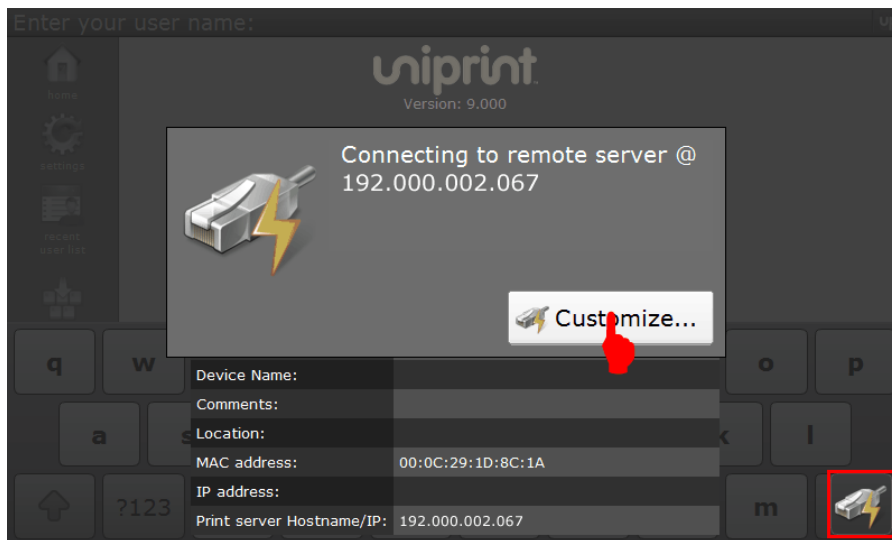 Enter your user name:
home
uniprint
Version: 9.000
settings
Connecting to remote server @
192.000.002.067
recent
user list
Customize...
q
w
o
p
Device Name:
Comments:
a
s
Location:
k
l
MAC address: 00:0C:29:1D:8C:1A
IP address:
?123
m
Print server Hostname/IP: 192.000.002.067